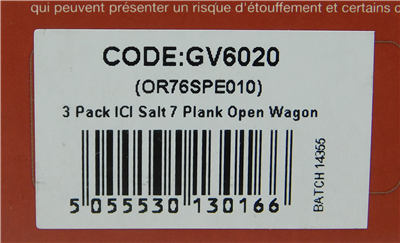 qui peuvent présenter un risque d'étouffement et certains
CODE:GV6020
(OR76SPE010)
3 Pack ICI Salt 7 Plank Open Wagon
5 055530 130166
BATCH 14355